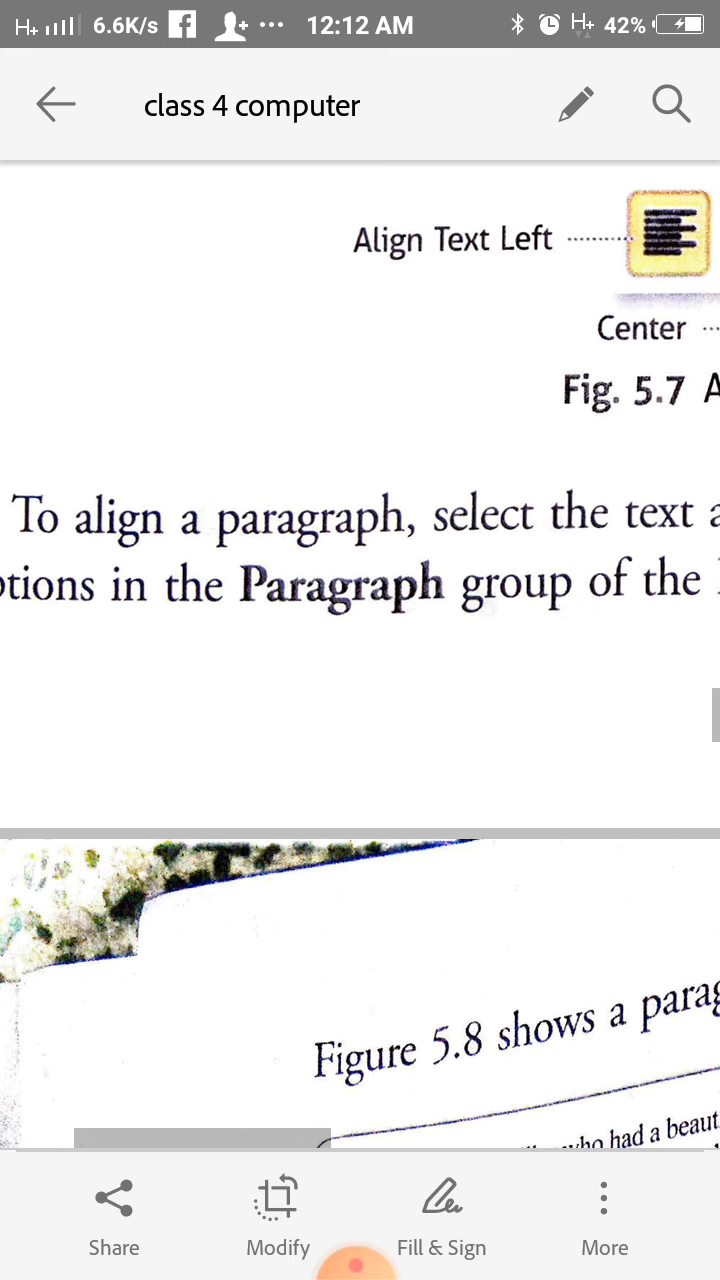 H+ 6.6K/s 12:12 AM H+ 42%
class 4 computer
Align Text Left
Center
Fig. 5.7 A
To align a paragraph, select the text a
tions in the Paragraph group of the
Figure 5.8 shows a parag
who had a beaut
Share Modify Fill & Sign More